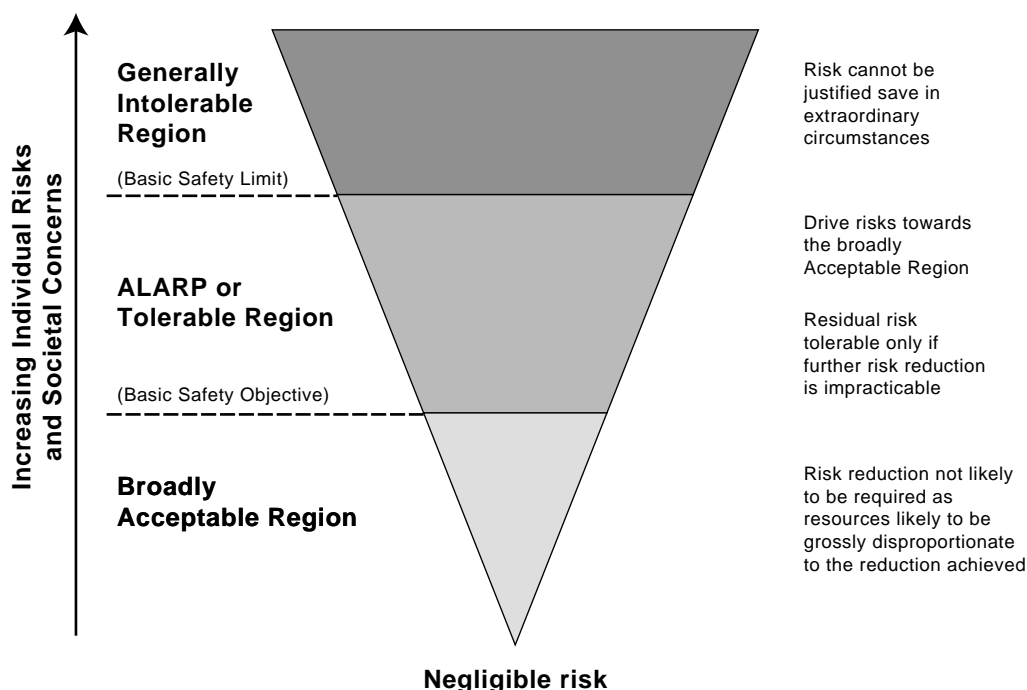 Increasing Individual Risks
and Societal Concerns
Generally
Intolerable
Region
(Basic Safety Limit)
Risk cannot be
justified save in
extraordinary
circumstances
ALARP or
Tolerable Region
(Basic Safety Objective)
Drive risks towards
the broadly
Acceptable Region
Residual risk
tolerable only if
further risk reduction
is impracticable
Broadly
Acceptable Region
Risk reduction not likely
to be required as
resources likely to be
grossly disproportionate
to the reduction achieved
Negligible risk